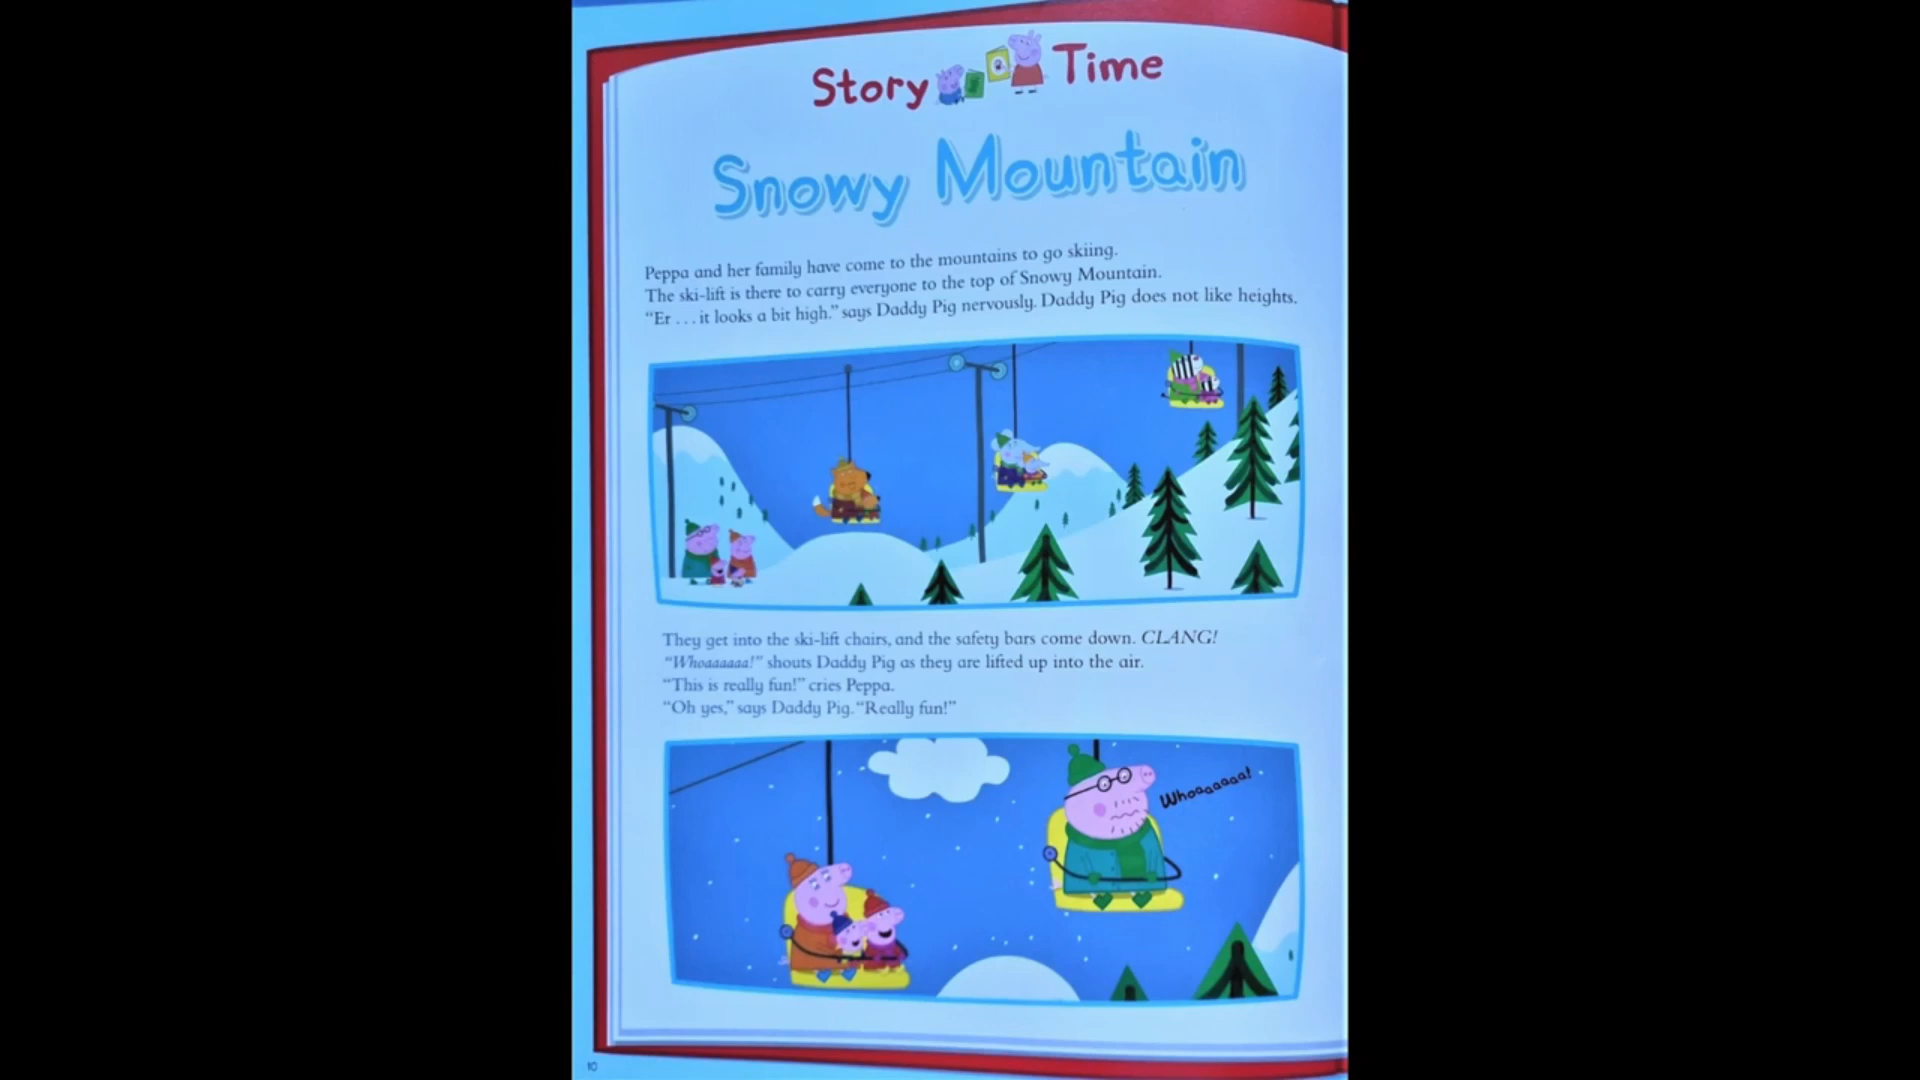 Story Time
Snowy Mountain
Peppa and her family have come to the mountains to go skiing.
The ski-lift is there to carry everyone to the top of Snowy Mountain.
“Er . . . it looks a bit high.” says Daddy Pig nervously. Daddy Pig does not like heights.
They get into the ski-lift chairs, and the safety bars come down. CLANG!
“Whoaaaaaa!” shouts Daddy Pig as they are lifted up into the air.
“This is really fun!” cries Peppa.
“Oh yes,” says Daddy Pig. “Really fun!”
Whoaaaaaa!
10